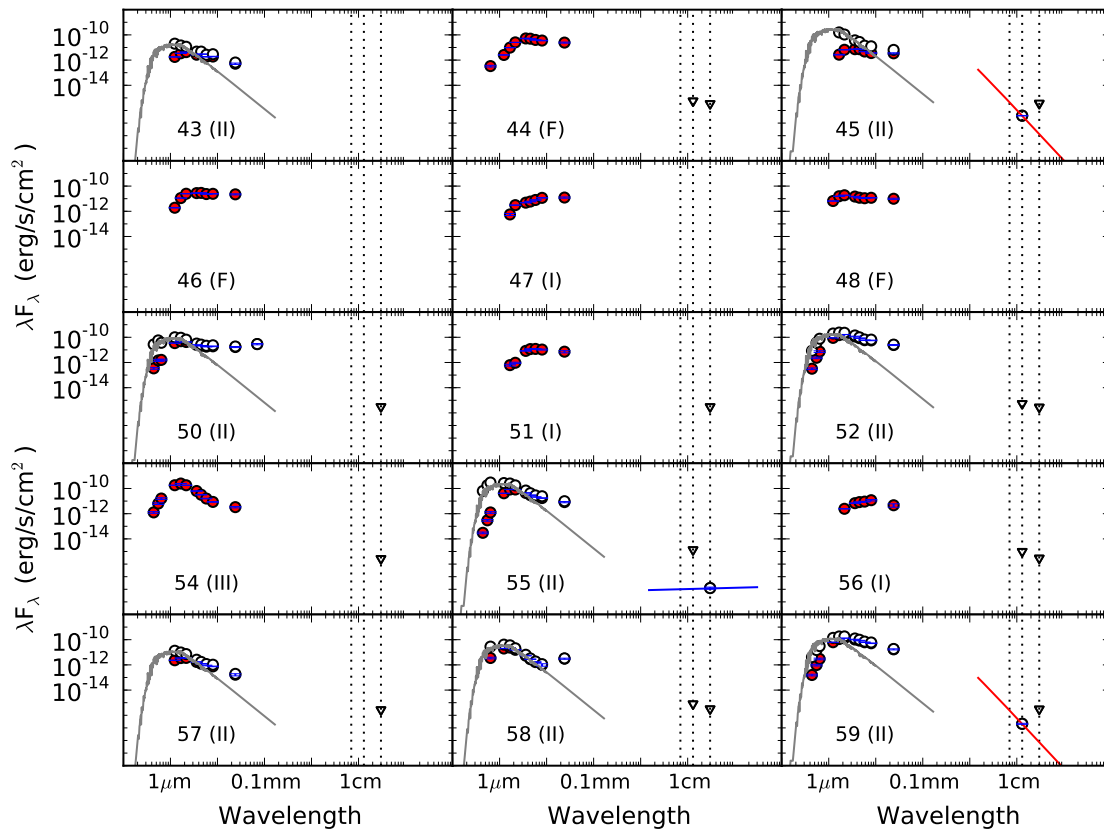 10⁻¹⁰
10⁻¹²
10⁻¹⁴
43 (II)
44 (F)
45 (II)
λF_λ (erg/s/cm²)
10⁻¹⁰
10⁻¹²
10⁻¹⁴
46 (F)
47 (I)
48 (F)
10⁻¹⁰
10⁻¹²
10⁻¹⁴
50 (II)
51 (I)
52 (II)
λF_λ (erg/s/cm²)
10⁻¹⁰
10⁻¹²
10⁻¹⁴
54 (III)
55 (II)
56 (I)
10⁻¹⁰
10⁻¹²
10⁻¹⁴
57 (II)
58 (II)
59 (II)
1μm 0.1mm 1cm 1μm 0.1mm 1cm 1μm 0.1mm 1cm
Wavelength Wavelength Wavelength